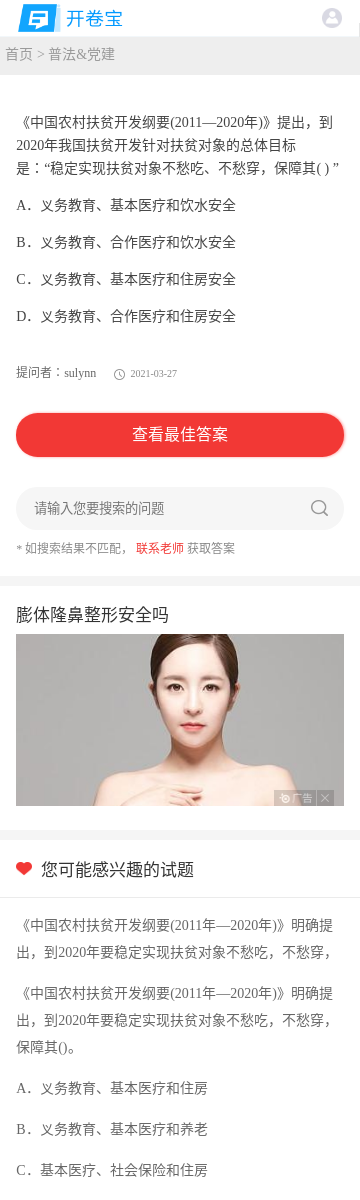 开卷宝
首页 > 普法&党建
《中国农村扶贫开发纲要(2011—2020年)》提出，到
2020年我国扶贫开发针对扶贫对象的总体目标
是：“稳定实现扶贫对象不愁吃、不愁穿，保障其( ) ”
A．义务教育、基本医疗和饮水安全
B．义务教育、合作医疗和饮水安全
C．义务教育、基本医疗和住房安全
D．义务教育、合作医疗和住房安全
提问者：sulynn 2021-03-27
查看最佳答案
请输入您要搜索的问题
* 如搜索结果不匹配， 联系老师 获取答案
膨体隆鼻整形安全吗
广告
您可能感兴趣的试题
《中国农村扶贫开发纲要(2011年—2020年)》明确提
出，到2020年要稳定实现扶贫对象不愁吃，不愁穿，
《中国农村扶贫开发纲要(2011年—2020年)》明确提
出，到2020年要稳定实现扶贫对象不愁吃，不愁穿，
保障其()。
A．义务教育、基本医疗和住房
B．义务教育、基本医疗和养老
C．基本医疗、社会保险和住房